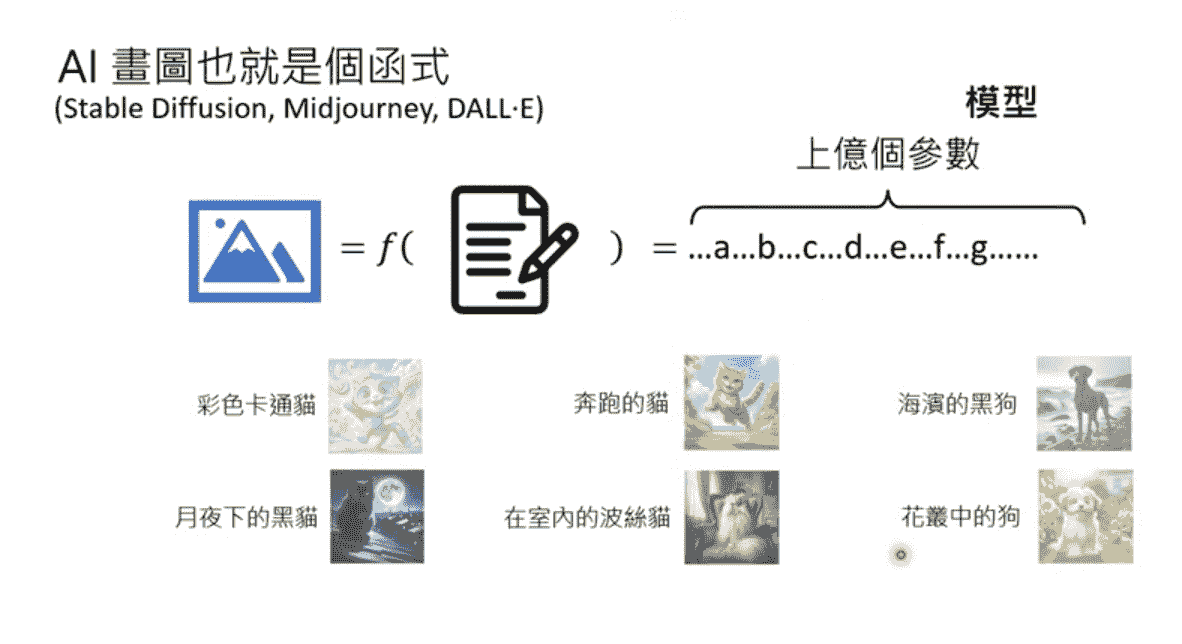 AI 畫圖也就是個函式
(Stable Diffusion, Midjourney, DALL·E)
模型
上億個參數
= f( ) = ...a...b...c...d...e...f...g......
彩色卡通貓
奔跑的貓
海濱的黑狗
月夜下的黑貓
在室內的波絲貓
花叢中的狗